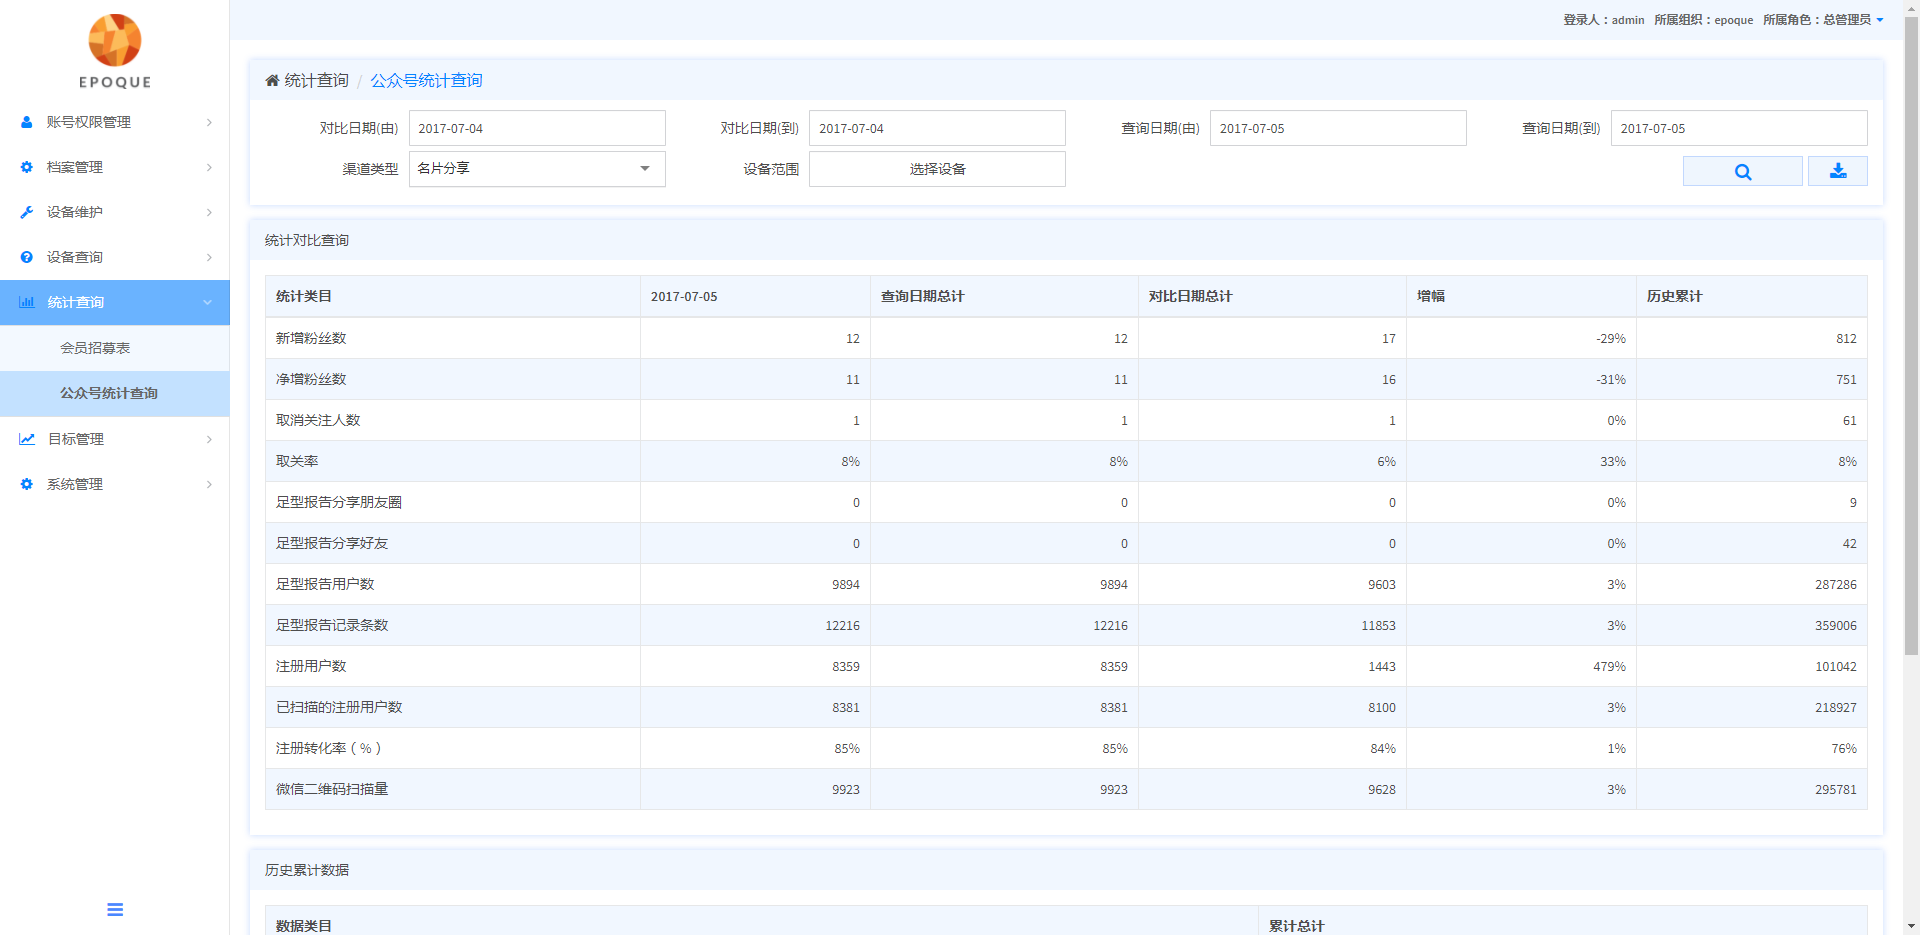 登录人：admin 所属组织：epoque 所属角色：总管理员
EPOQUE
账号权限管理
档案管理
设备维护
设备查询
统计查询
会员招募表
公众号统计查询
目标管理
系统管理
统计查询 / 公众号统计查询
对比日期(由) 2017-07-04 对比日期(到) 2017-07-04 查询日期(由) 2017-07-05 查询日期(到) 2017-07-05
渠道类型 名片分享 设备范围 选择设备
统计对比查询
统计类目 2017-07-05 查询日期总计 对比日期总计 增幅 历史累计
新增粉丝数 12 12 17 -29% 812
净增粉丝数 11 11 16 -31% 751
取消关注人数 1 1 1 0% 61
取关率 8% 8% 6% 33% 8%
足型报告分享朋友圈 0 0 0 0% 9
足型报告分享好友 0 0 0 0% 42
足型报告用户数 9894 9894 9603 3% 287286
足型报告记录条数 12216 12216 11853 3% 359006
注册用户数 8359 8359 1443 479% 101042
已扫描的注册用户数 8381 8381 8100 3% 218927
注册转化率（%） 85% 85% 84% 1% 76%
微信二维码扫描量 9923 9923 9628 3% 295781
历史累计数据
数据类目 累计总计